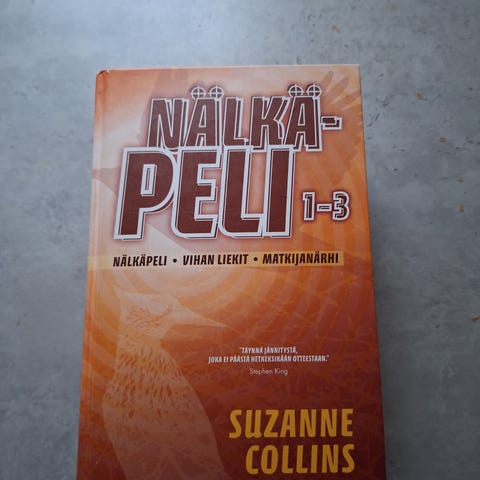 NÄLKÄ-
PELI 1-3
NÄLKÄPELI • VIHAN LIEKIT • MATKIJANÄRHI
"TÄYNNÄ JÄNNITYSTÄ,
JOKA EI PÄÄSTÄ HETKEKSIKÄÄN OTTEESTAAN."
Stephen King
SUZANNE
COLLINS